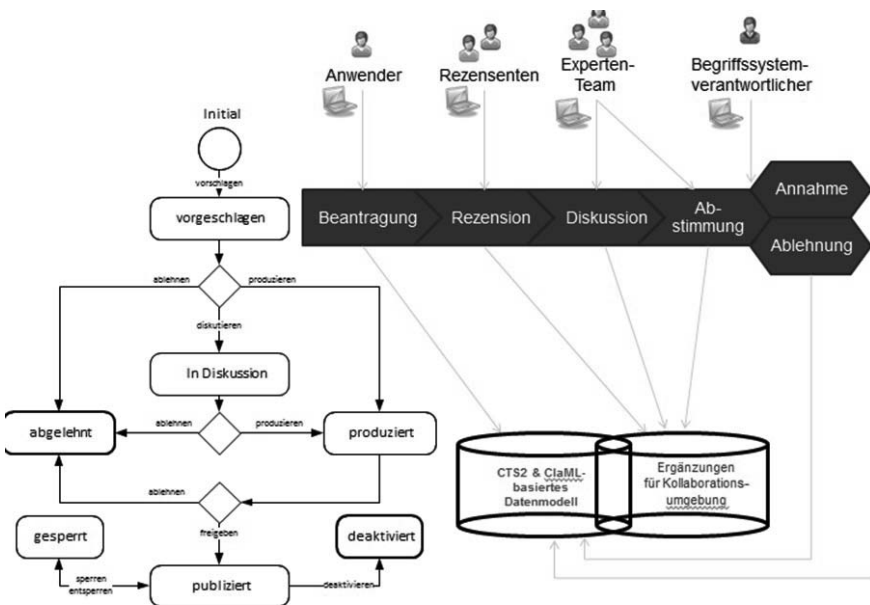 Initial
vorschlagen
vorgeschlagen
ablehnen
produzieren
diskutieren
In Diskussion
abgelehnt
ablehnen
produzieren
produziert
ablehnen
freigeben
gesperrt
deaktiviert
sperren
entsperren
publiziert
deaktivieren
Anwender
Rezensenten
Experten-
Team
Begriffssystem-
verantwortlicher
Beantragung
Rezension
Diskussion
Ab-
stimmung
Annahme
Ablehnung
CTS2 & ClaML-
basiertes
Datenmodell
Ergänzungen
für Kollaborations-
umgebung